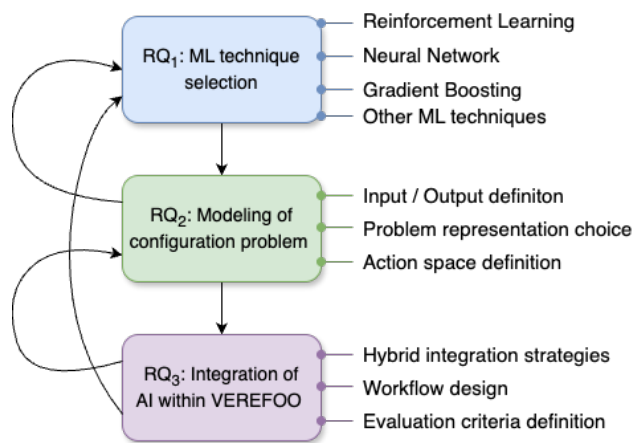 RQ₁: ML technique
selection
Reinforcement Learning
Neural Network
Gradient Boosting
Other ML techniques
RQ₂: Modeling of
configuration problem
Input / Output definiton
Problem representation choice
Action space definition
RQ₃: Integration of
AI within VEREFOO
Hybrid integration strategies
Workflow design
Evaluation criteria definition